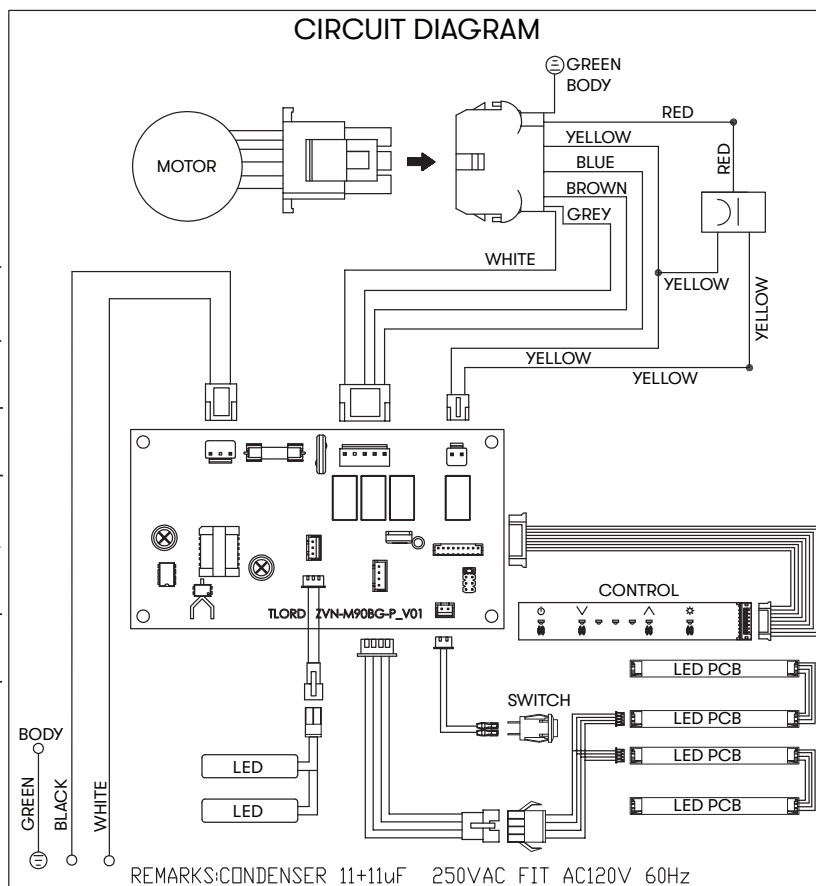 CIRCUIT DIAGRAM
GREEN
BODY
RED
YELLOW
RED
MOTOR
BLUE
BROWN
GREY
WHITE
YELLOW
YELLOW
YELLOW
YELLOW
CONTROL
TLORD ZVN-M90BG-P_V01
LED PCB
SWITCH
LED PCB
BODY
LED PCB
LED
LED
LED PCB
GREEN
BLACK
WHITE
REMARKS:CONDENSER 11+11uF 250VAC FIT AC120V 60Hz